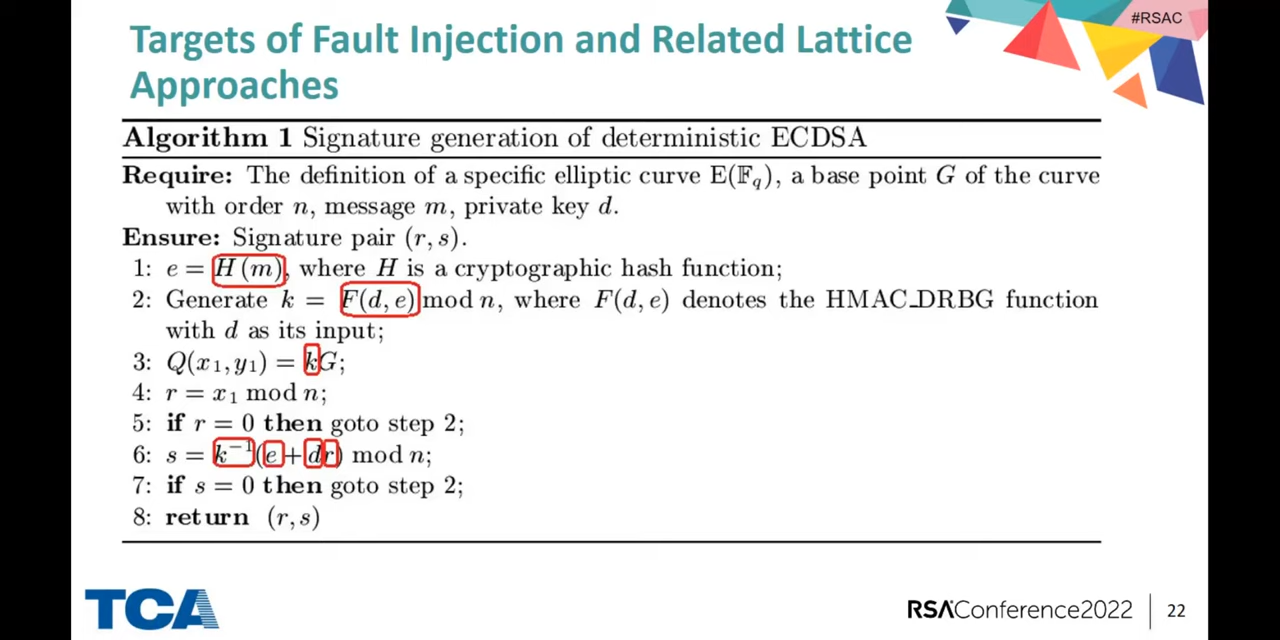 #RSAC
Targets of Fault Injection and Related Lattice
Approaches
Algorithm 1 Signature generation of deterministic ECDSA
Require: The definition of a specific elliptic curve E(𝔽q), a base point G of the curve
with order n, message m, private key d.
Ensure: Signature pair (r, s).
1: e = H(m), where H is a cryptographic hash function;
2: Generate k = F(d, e) mod n, where F(d, e) denotes the HMAC_DRBG function
with d as its input;
3: Q(x₁, y₁) = kG;
4: r = x₁ mod n;
5: if r = 0 then goto step 2;
6: s = k⁻¹(e + dr) mod n;
7: if s = 0 then goto step 2;
8: return (r, s)
TCA
RSAConference2022
22